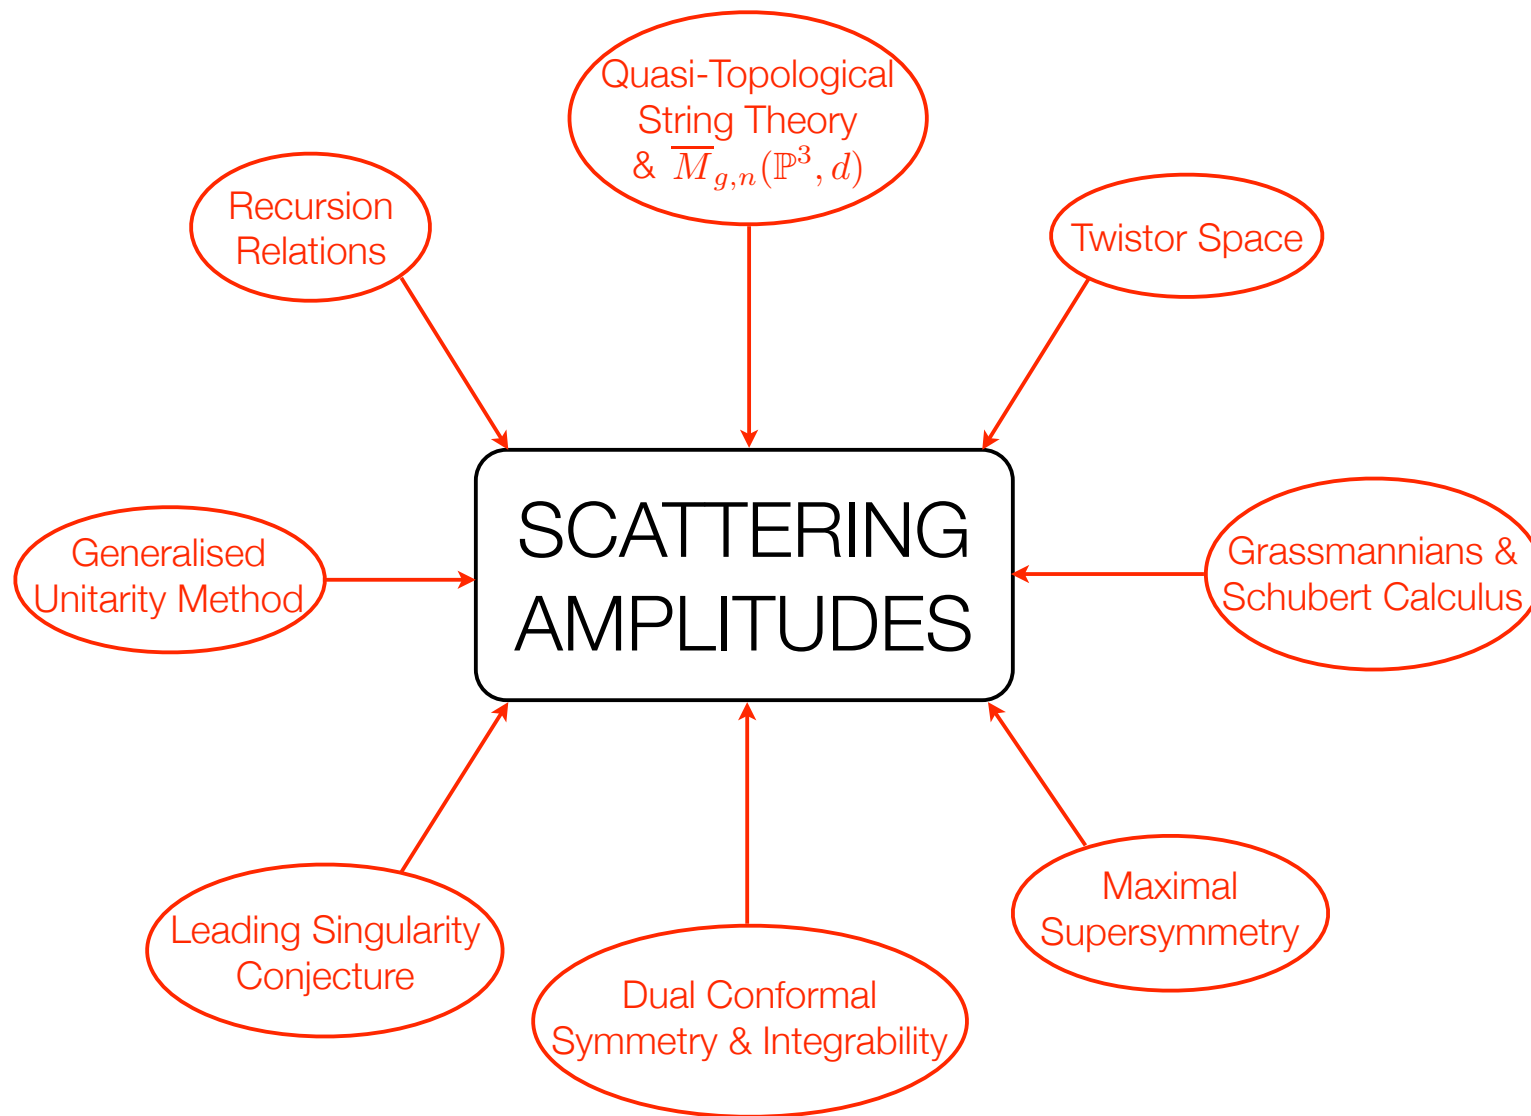 Quasi-Topological
String Theory
& $\overline{M}_{g,n}(\mathbb{P}^3, d)$
Recursion
Relations
Twistor Space
SCATTERING
AMPLITUDES
Generalised
Unitarity Method
Grassmannians &
Schubert Calculus
Leading Singularity
Conjecture
Dual Conformal
Symmetry & Integrability
Maximal
Supersymmetry